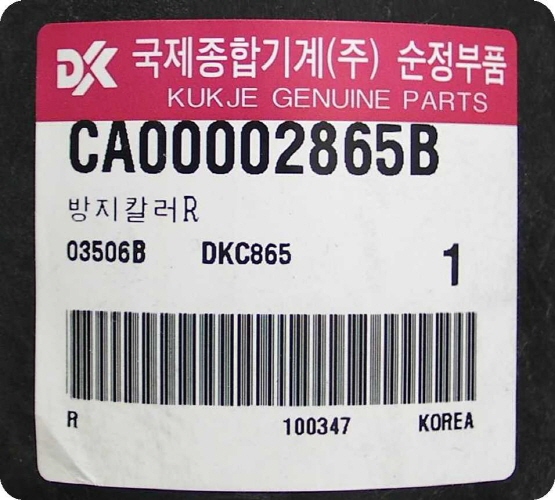 DK 국제종합기계(주) 순정부품
KUKJE GENUINE PARTS
CA00002865B
방지칼러R
03506B DKC865 1
R 100347 KOREA